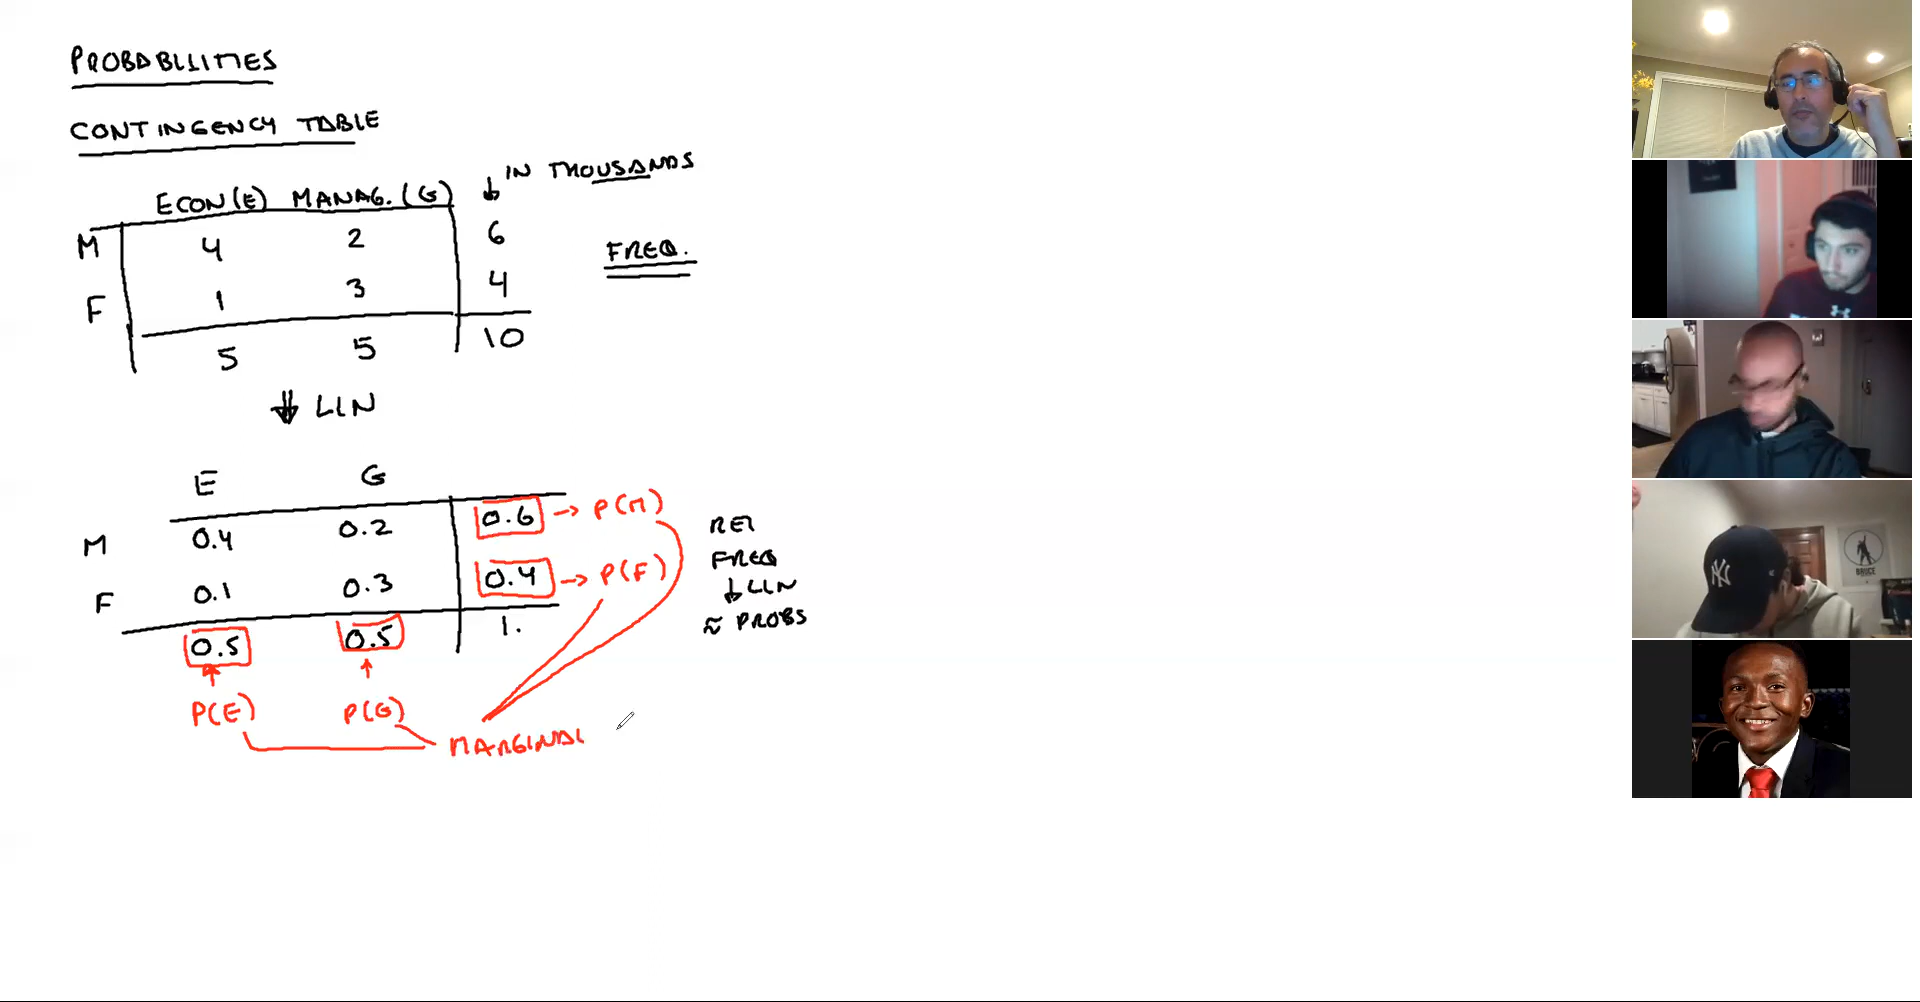 PROBABILITIES
CONTINGENCY TABLE
↓ IN THOUSANDS
ECON(E) MANAG.(G)
M 4 2 6
F 1 3 4
5 5 10
FREQ.
⇓ LLN
E G
M 0.4 0.2 0.6 → P(M)
F 0.1 0.3 0.4 → P(F)
0.5 0.5 1.
REL
FREQ
↓ LLN
≈ PROBS
P(E) P(G)
MARGINAL
NY
BRUCE